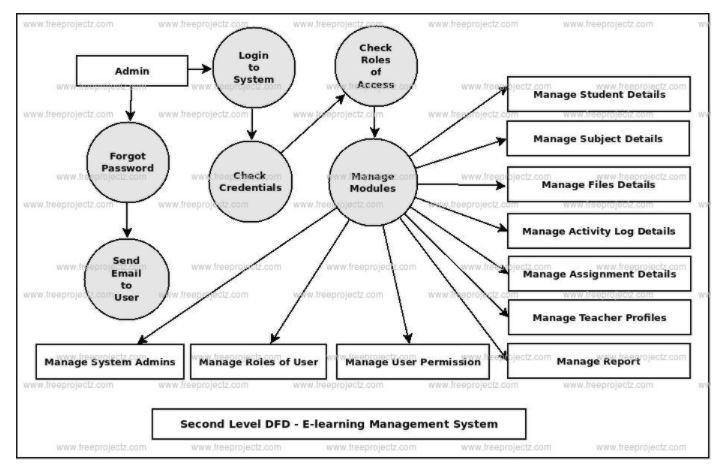 Admin
Login
to
System
Check
Roles
of
Access
Forgot
Password
Check
Credentials
Manage
Modules
Send
Email
to
User
Manage Student Details
Manage Subject Details
Manage Files Details
Manage Activity Log Details
Manage Assignment Details
Manage Teacher Profiles
Manage Report
Manage System Admins
Manage Roles of User
Manage User Permission
Second Level DFD - E-learning Management System
www.freeprojectz.com